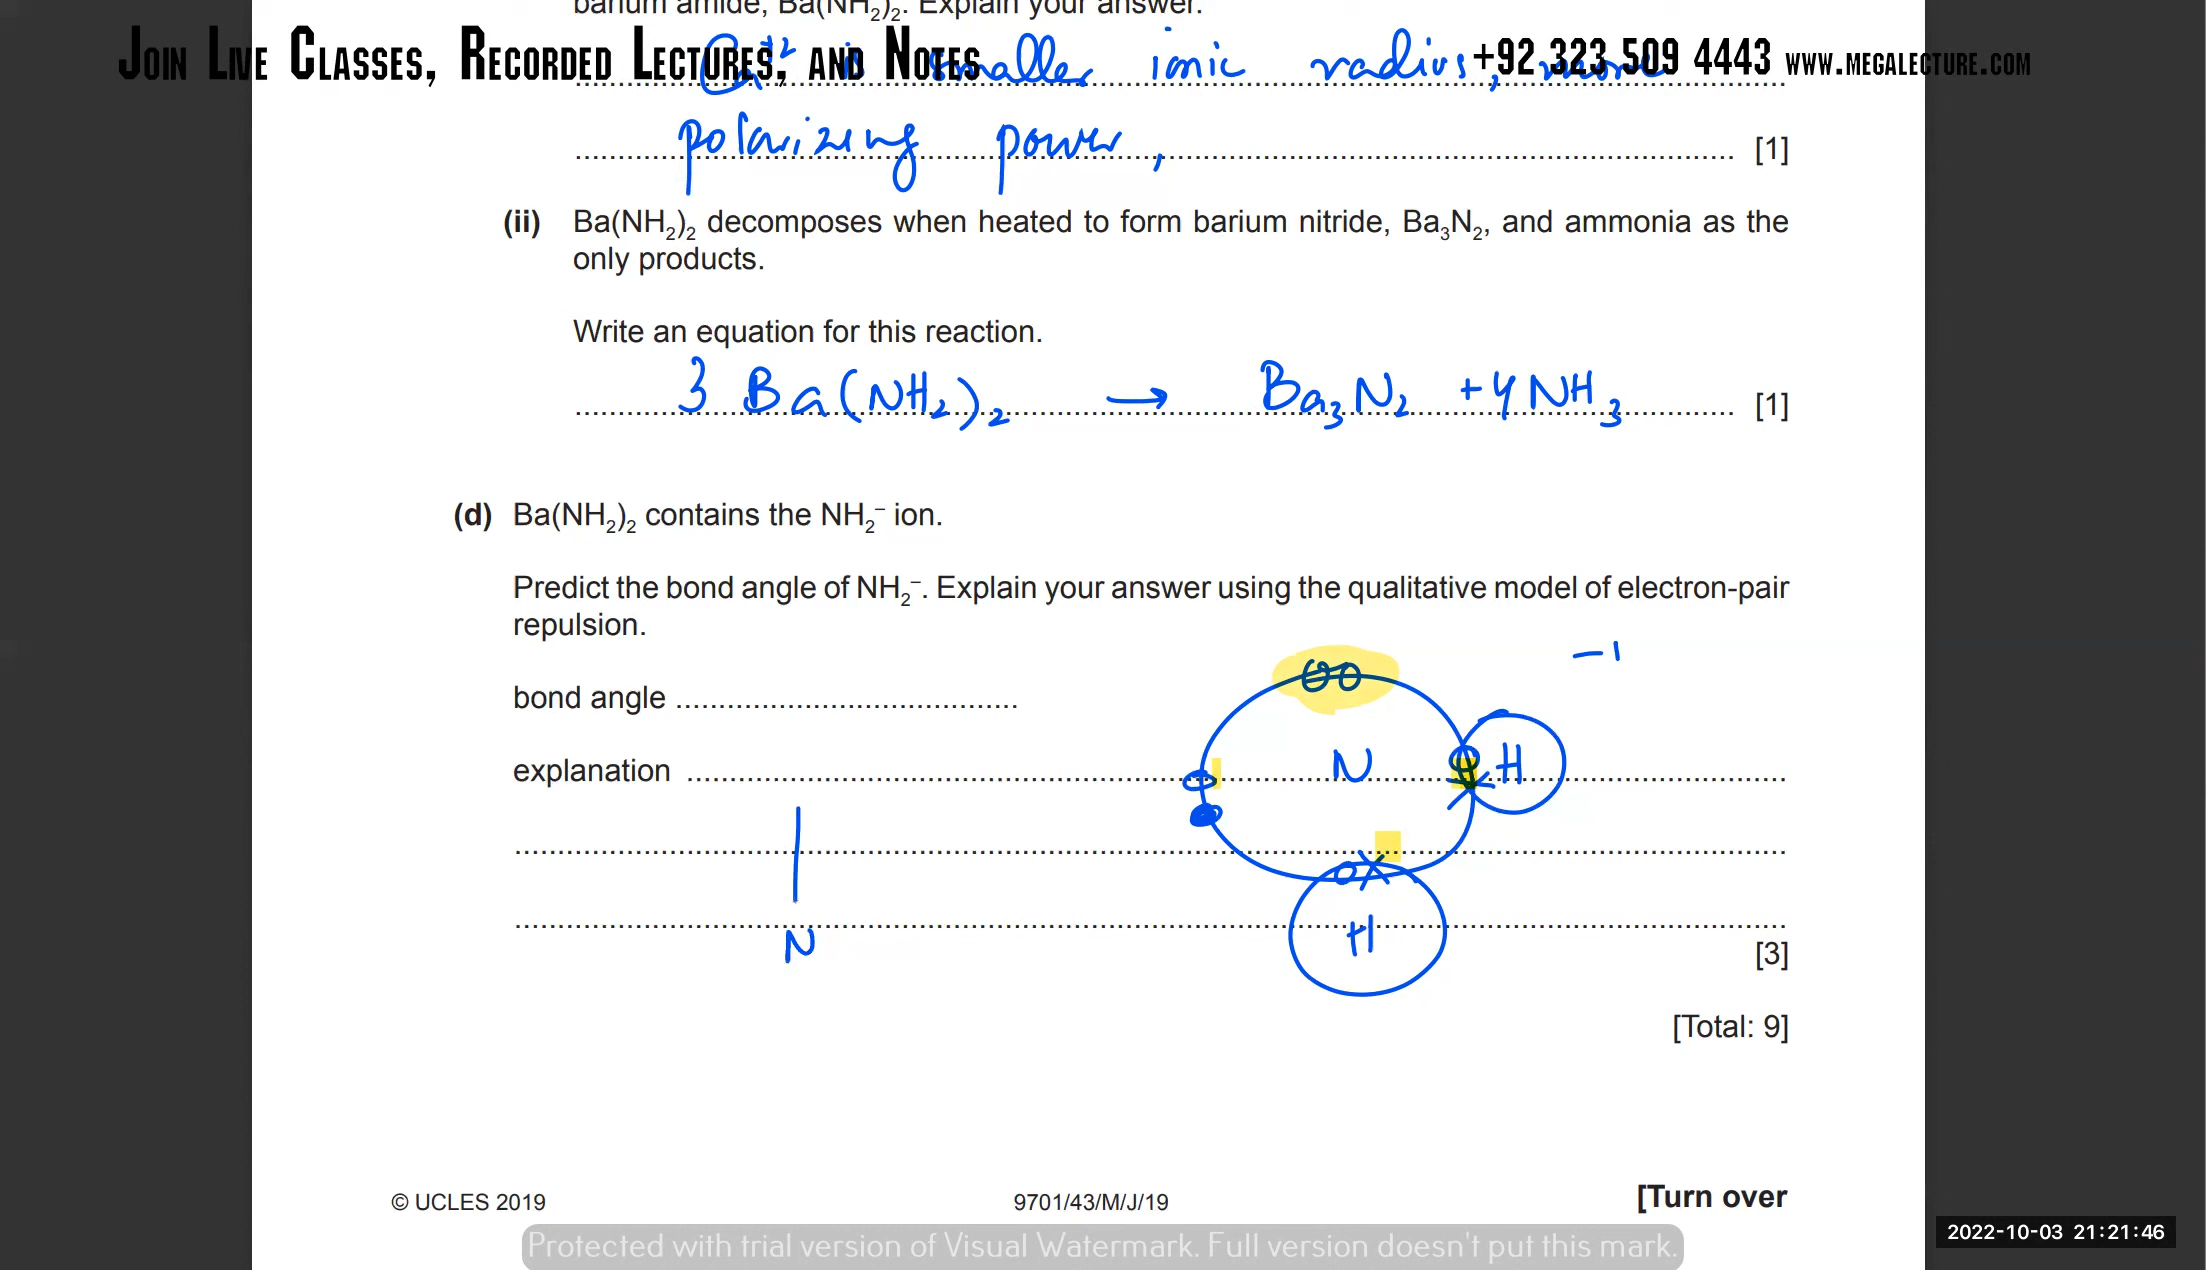 barium amide, Ba(NH₂)₂. Explain your answer.
JOIN LIVE CLASSES, RECORDED LECTURES, AND NOTES +92 323 509 4443 WWW.MEGALECTURE.COM
Ca⁺² is smaller ionic radius, more
polarizing power, [1]
(ii) Ba(NH₂)₂ decomposes when heated to form barium nitride, Ba₃N₂, and ammonia as the
only products.
Write an equation for this reaction.
3 Ba(NH₂)₂ → Ba₃N₂ + 4NH₃ [1]
(d) Ba(NH₂)₂ contains the NH₂⁻ ion.
Predict the bond angle of NH₂⁻. Explain your answer using the qualitative model of electron-pair
repulsion.
-1
bond angle
N H
explanation
H
N
[3]
[Total: 9]
© UCLES 2019 9701/43/M/J/19 [Turn over
Protected with trial version of Visual Watermark. Full version doesn't put this mark.
2022-10-03 21:21:46